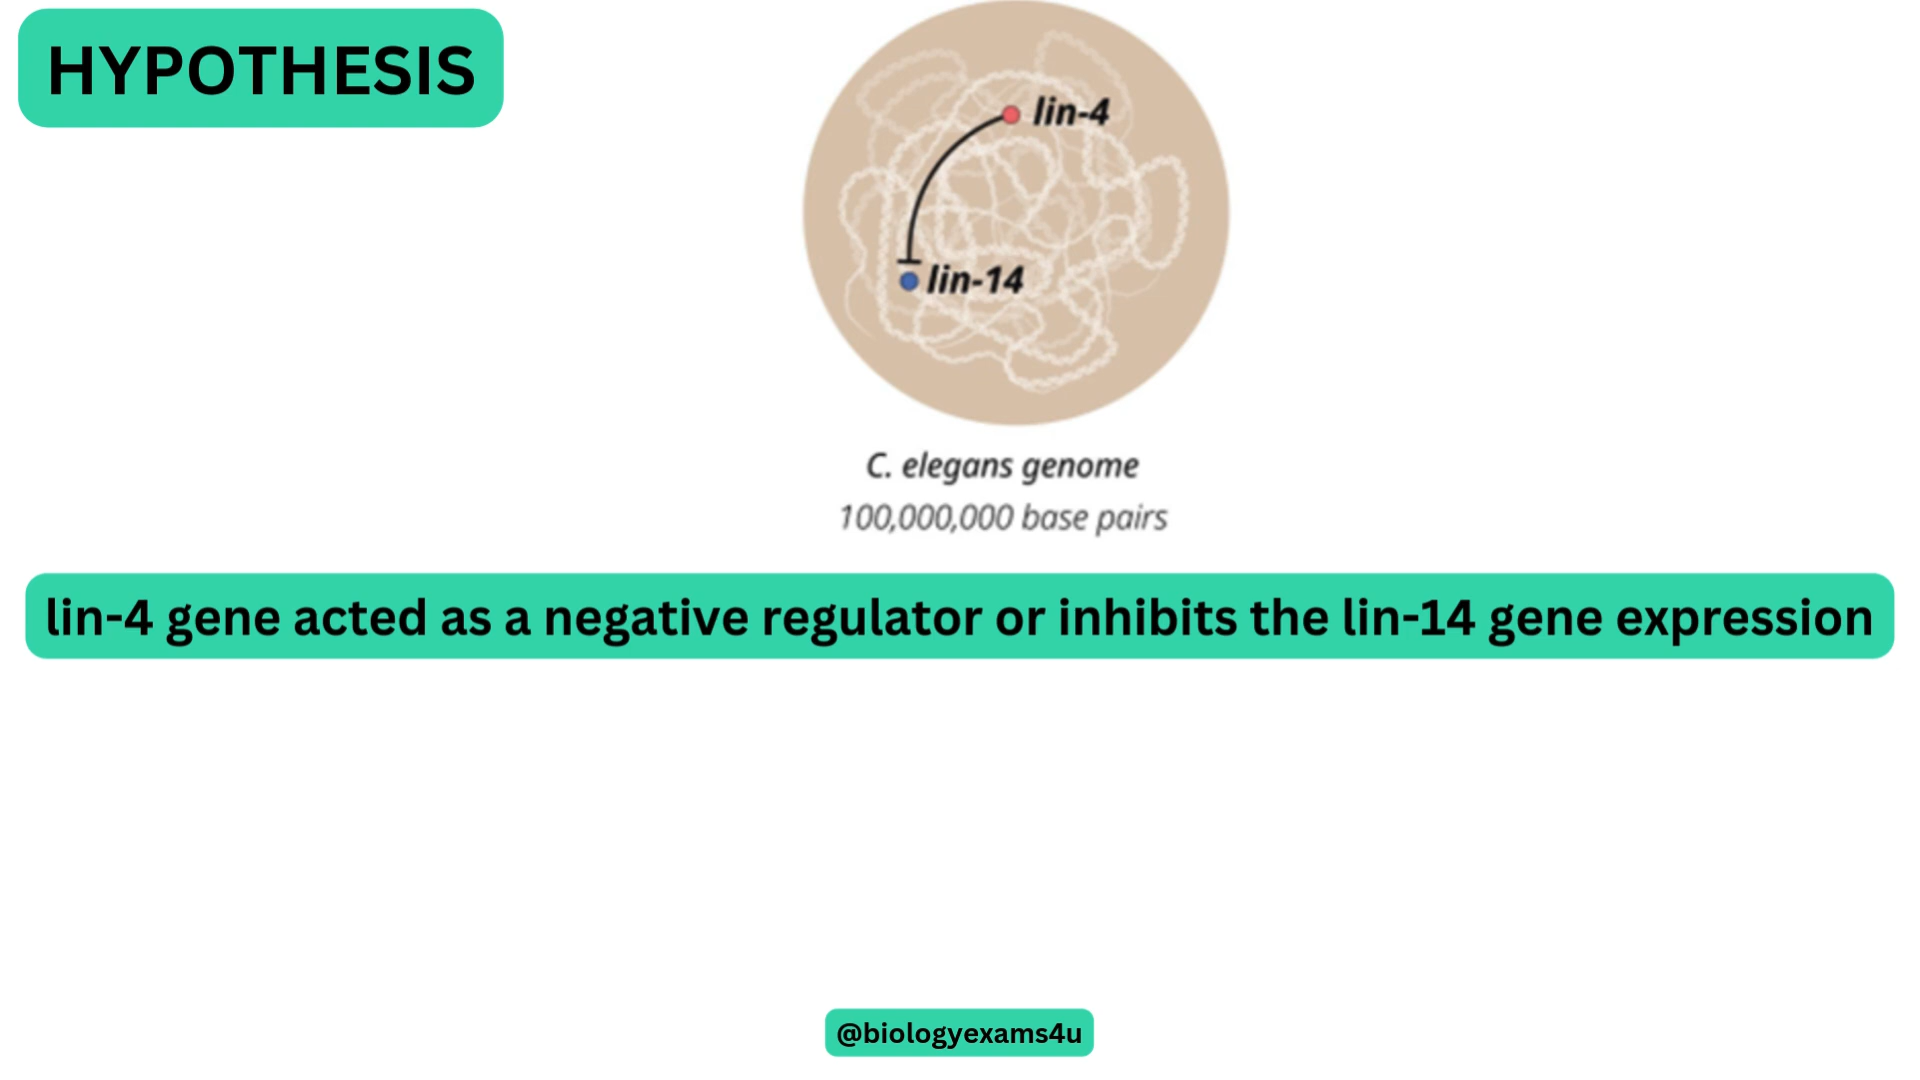 HYPOTHESIS
lin-4
lin-14
C. elegans genome
100,000,000 base pairs
lin-4 gene acted as a negative regulator or inhibits the lin-14 gene expression
@biologyexams4u